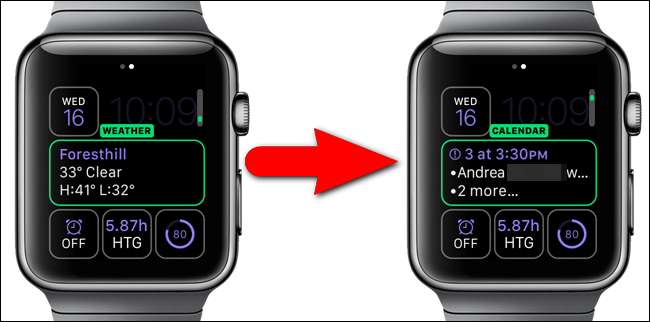 WED
16
10:09
WEATHER
Foresthill
33° Clear
H:41° L:32°
OFF
5.87h
HTG
80
WED
16
10:09
CALENDAR
3 at 3:30PM
•Andrea w...
•2 more...
OFF
5.87h
HTG
80